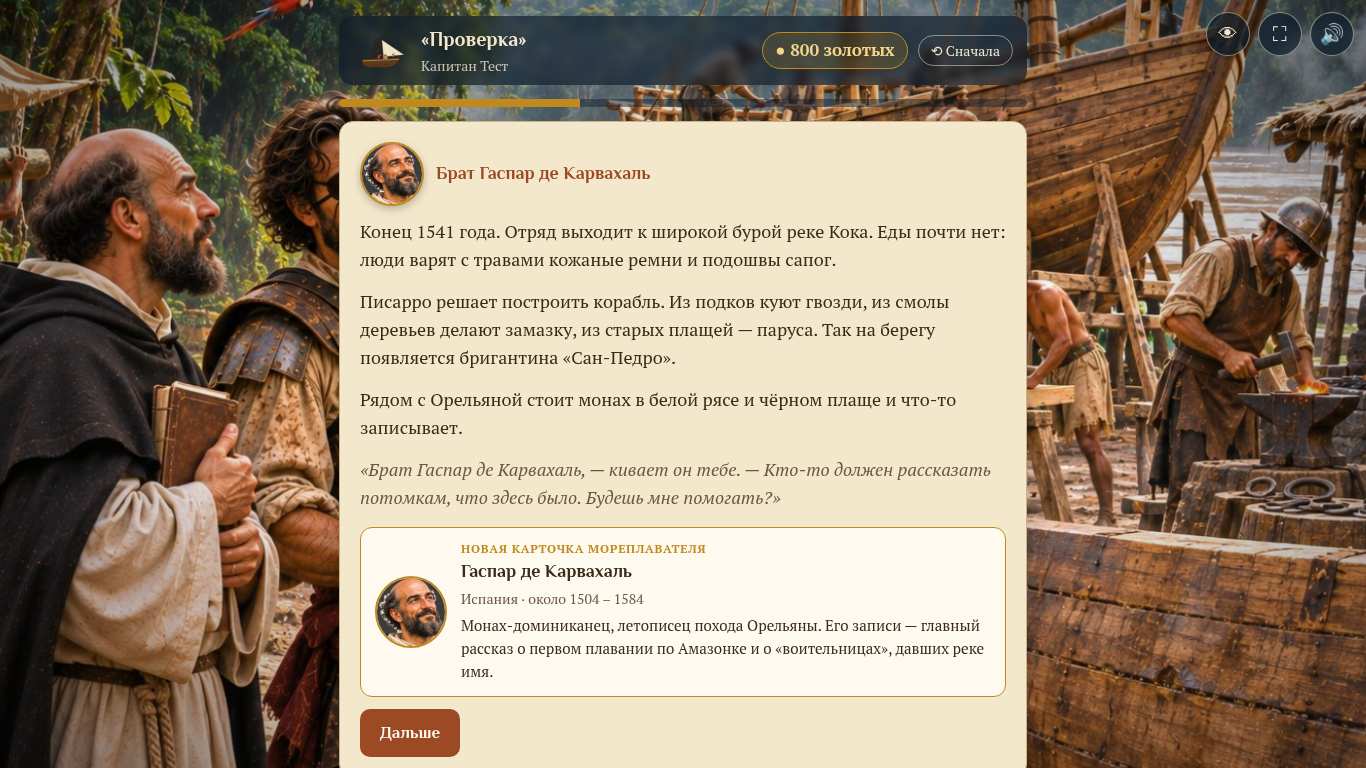 «Проверка»
Капитан Тест
● 800 золотых
⟲ Сначала
Брат Гаспар де Карвахаль
Конец 1541 года. Отряд выходит к широкой бурой реке Кока. Еды почти нет:
люди варят с травами кожаные ремни и подошвы сапог.
Писарро решает построить корабль. Из подков куют гвозди, из смолы
деревьев делают замазку, из старых плащей — паруса. Так на берегу
появляется бригантина «Сан-Педро».
Рядом с Орельяной стоит монах в белой рясе и чёрном плаще и что-то
записывает.
«Брат Гаспар де Карвахаль, — кивает он тебе. — Кто-то должен рассказать
потомкам, что здесь было. Будешь мне помогать?»
НОВАЯ КАРТОЧКА МОРЕПЛАВАТЕЛЯ
Гаспар де Карвахаль
Испания · около 1504 – 1584
Монах-доминиканец, летописец похода Орельяны. Его записи — главный
рассказ о первом плавании по Амазонке и о «воительницах», давших реке
имя.
Дальше